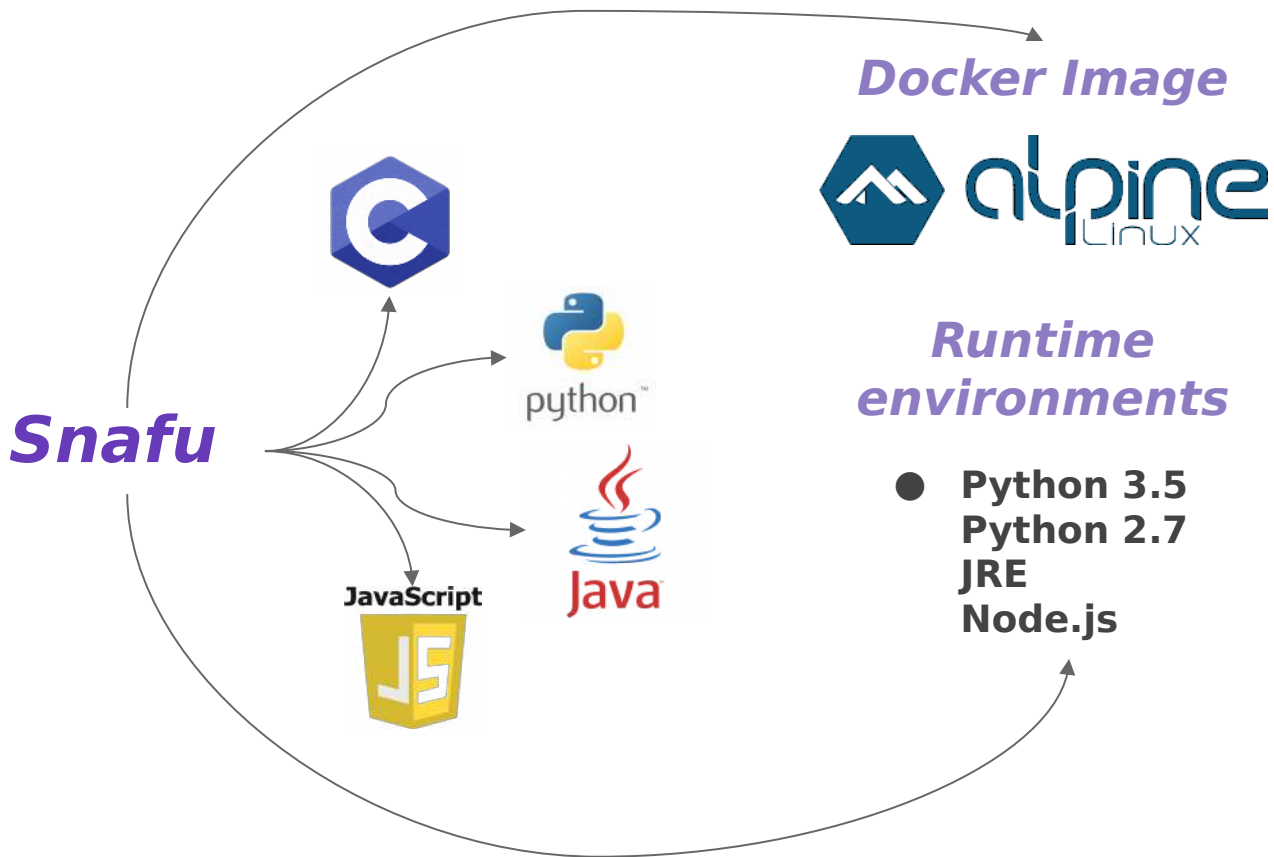 Docker Image
alpine
Linux
C
python™
Snafu
Java
JavaScript
JS
Runtime
environments
● Python 3.5
Python 2.7
JRE
Node.js